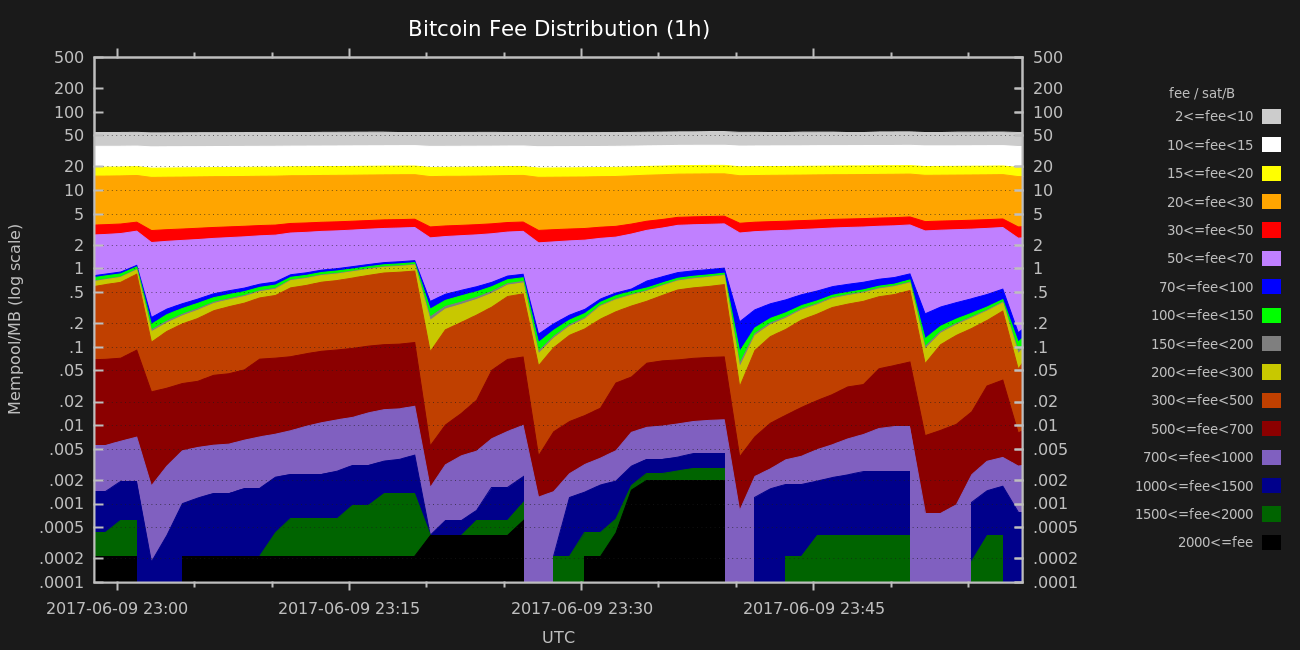 Bitcoin Fee Distribution (1h)
500 500
200 200
100 100
50 50
20 20
10 10
5 5
2 2
1 1
.5 .5
.2 .2
.1 .1
.05 .05
.02 .02
.01 .01
.005 .005
.002 .002
.001 .001
.0005 .0005
.0002 .0002
.0001 .0001
Mempool/MB (log scale)
2017-06-09 23:00 2017-06-09 23:15 2017-06-09 23:30 2017-06-09 23:45
UTC
fee / sat/B
2<=fee<10
10<=fee<15
15<=fee<20
20<=fee<30
30<=fee<50
50<=fee<70
70<=fee<100
100<=fee<150
150<=fee<200
200<=fee<300
300<=fee<500
500<=fee<700
700<=fee<1000
1000<=fee<1500
1500<=fee<2000
2000<=fee